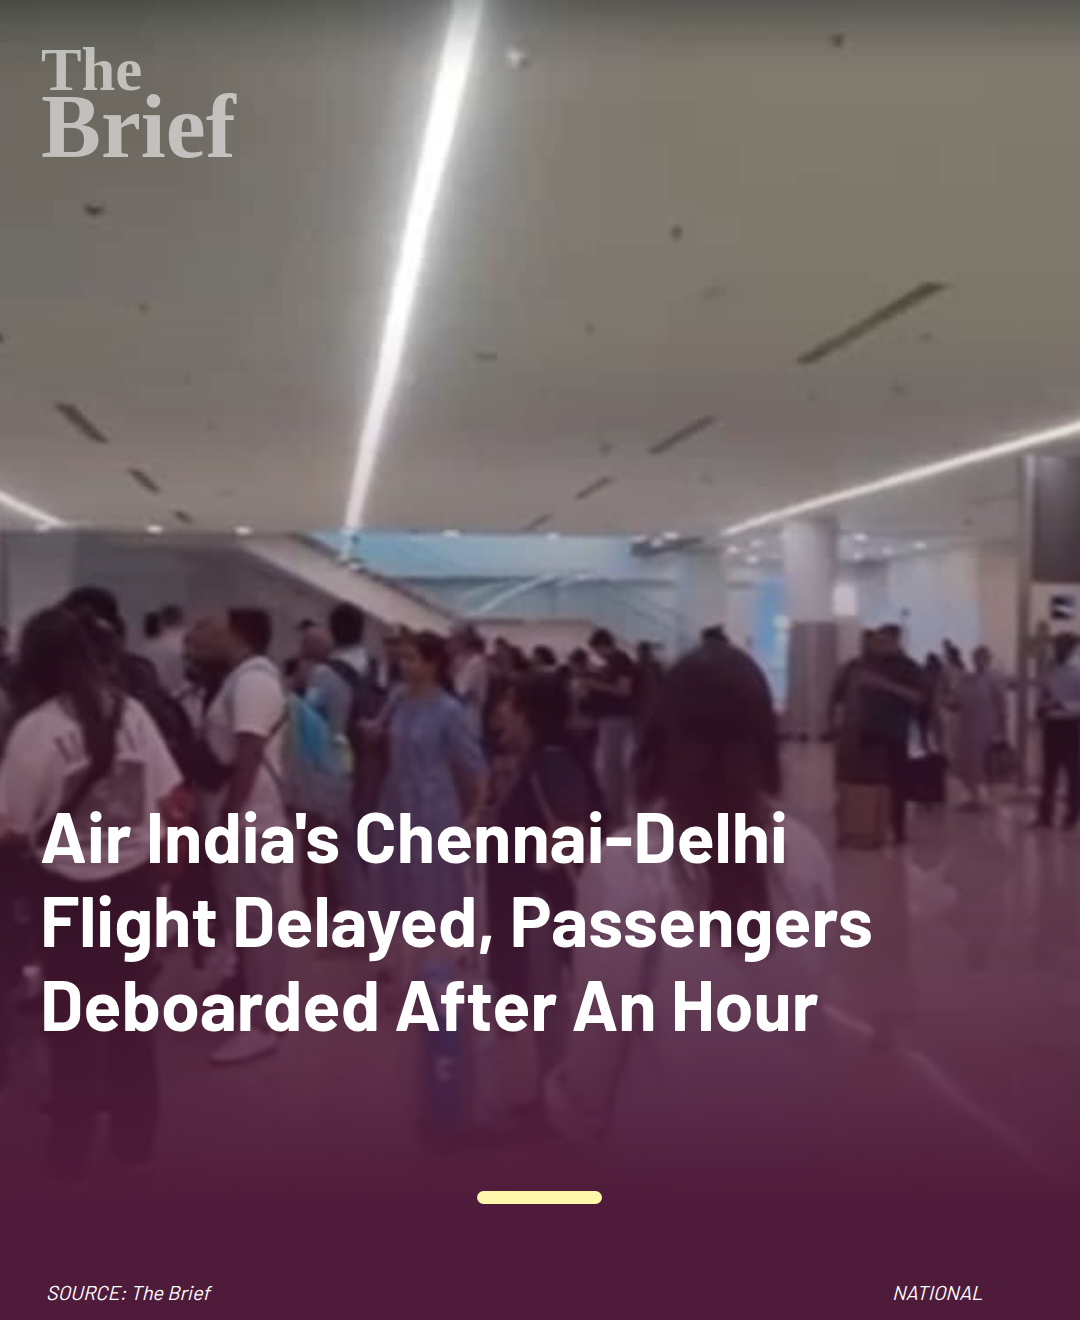 The
Brief
Air India's Chennai-Delhi
Flight Delayed, Passengers
Deboarded After An Hour
SOURCE: The Brief
NATIONAL